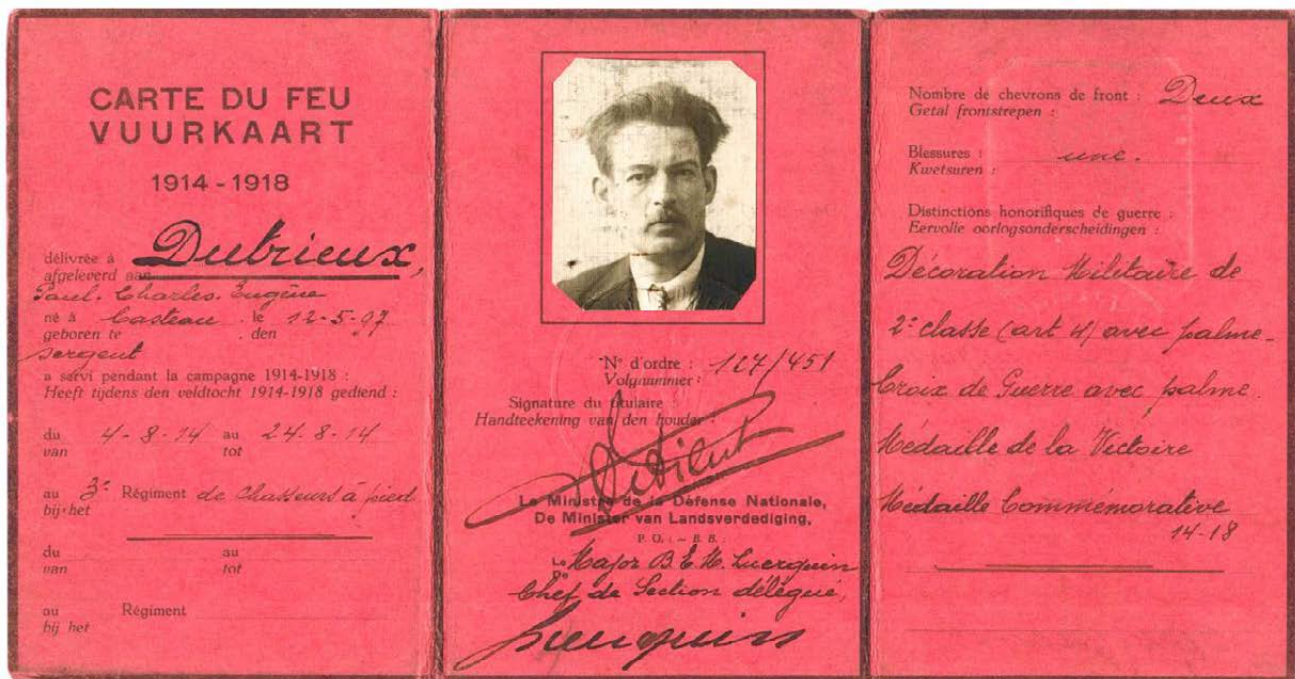 CARTE DU FEU
VUURKAART
1914 - 1918
délivrée à Dubrieux,
afgeleverd aan
Paul. Charles. Eugène
né à Casteau . le 12-5-97
geboren te . den
sergent
a servi pendant la campagne 1914-1918 :
Heeft tijdens den veldtocht 1914-1918 gediend :
du 4-8-14 au 24-8-14
van tot
au 3e Régiment de Chasseurs à pied
bij het
du au
van tot
au Régiment
bij het
N° d'ordre : 127/451
Volgnummer :
Signature du titulaire :
Handteekening van den houder :
Le Ministre de la Défense Nationale,
De Minister van Landsverdediging,
P. O. : - B. B. :
Le Major B.E.M. Lucrquin
De
Chef de Section délégué,
Nombre de chevrons de front : Deux
Getal frontstrepen :
Blessures : une.
Kwetsuren :
Distinctions honorifiques de guerre :
Eervolle oorlogsonderscheidingen :
Décoration Militaire de
2e classe (art 4) avec palme.
Croix de Guerre avec palme.
Médaille de la Victoire
Médaille Commémorative
14-18